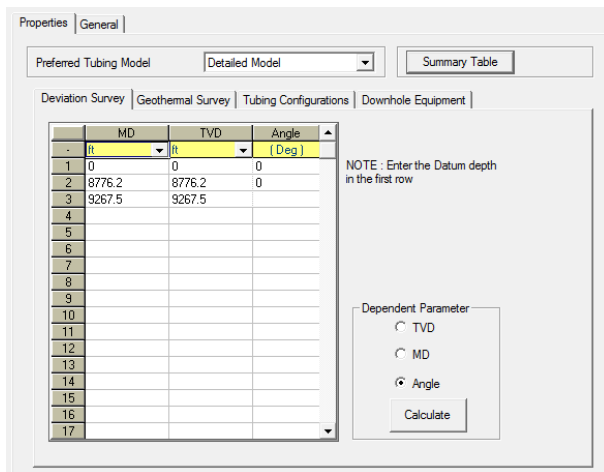 Properties General
Preferred Tubing Model Detailed Model Summary Table
Deviation Survey Geothermal Survey Tubing Configurations Downhole Equipment
MD TVD Angle
- ft ft ( Deg )
1 0 0 0
2 8776.2 8776.2 0
3 9267.5 9267.5
4
5
6
7
8
9
10
11
12
13
14
15
16
17
NOTE : Enter the Datum depth
in the first row
Dependent Parameter
TVD
MD
Angle
Calculate